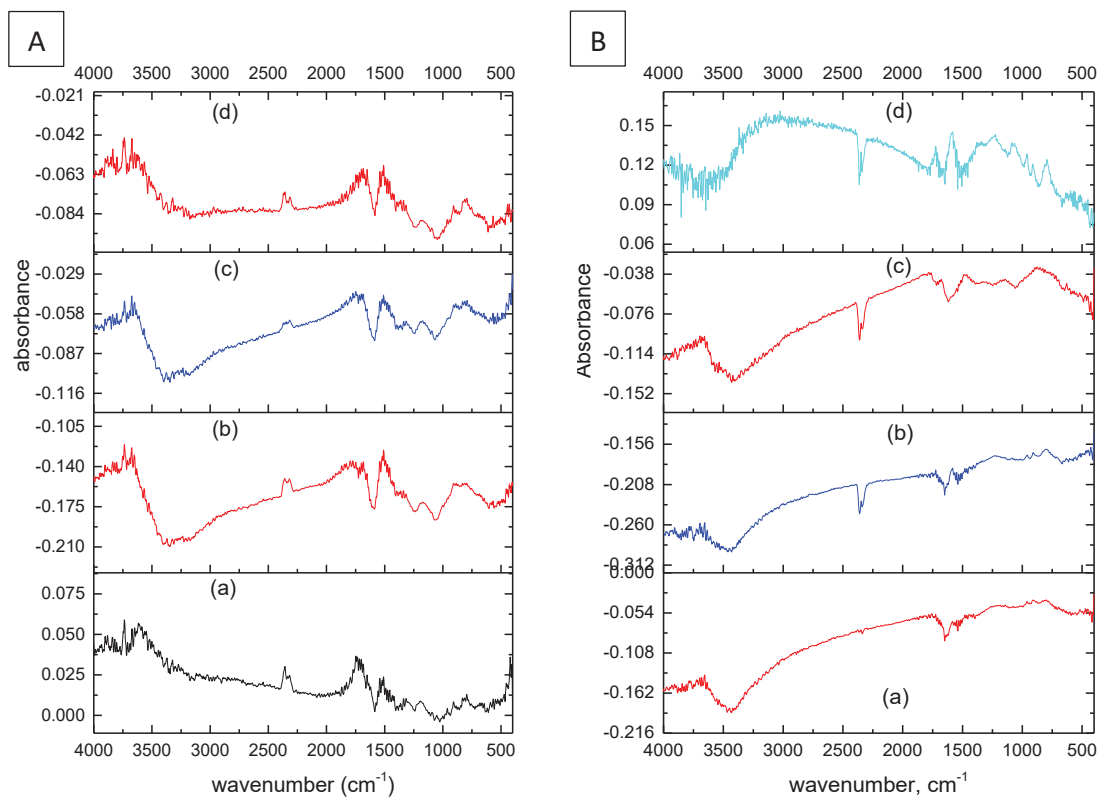 A
4000 3500 3000 2500 2000 1500 1000 500
absorbance
(d)
-0.021
-0.042
-0.063
-0.084
(c)
-0.029
-0.058
-0.087
-0.116
(b)
-0.105
-0.140
-0.175
-0.210
(a)
0.075
0.050
0.025
0.000
4000 3500 3000 2500 2000 1500 1000 500
wavenumber (cm⁻¹)
B
4000 3500 3000 2500 2000 1500 1000 500
Absorbance
(d)
0.15
0.12
0.09
0.06
(c)
-0.038
-0.076
-0.114
-0.152
(b)
-0.156
-0.208
-0.260
-0.312
0.000
-0.054
-0.108
-0.162
(a)
-0.216
4000 3500 3000 2500 2000 1500 1000 500
wavenumber, cm⁻¹